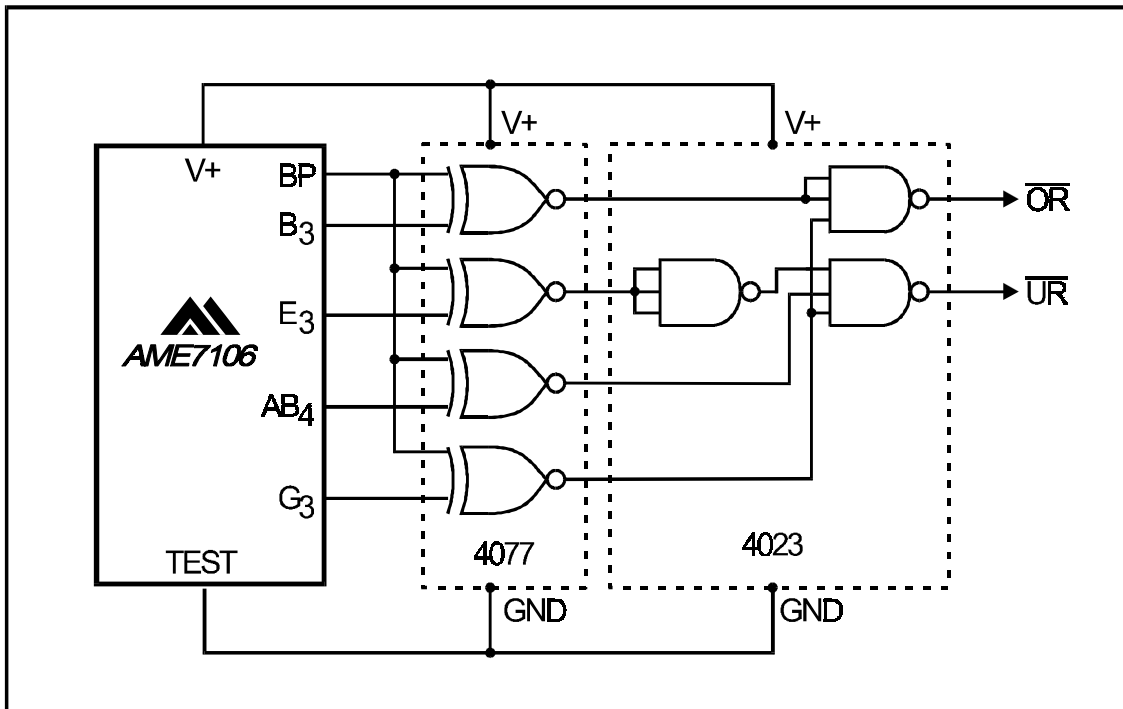 V+
V+
V+
BP
B3
E3
AB4
G3
AME7106
TEST
4077
4023
GND
GND
OR
UR